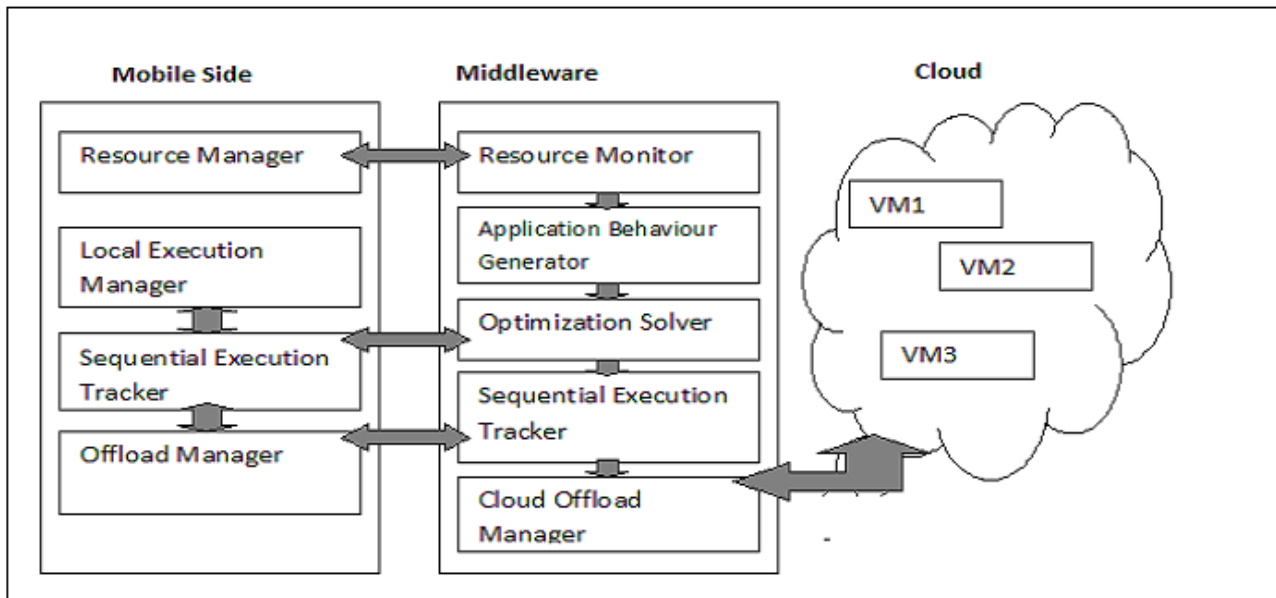 Mobile Side
Middleware
Cloud
Resource Manager
Local Execution
Manager
Sequential Execution
Tracker
Offload Manager
Resource Monitor
Application Behaviour
Generator
Optimization Solver
Sequential Execution
Tracker
Cloud Offload
Manager
VM1
VM2
VM3